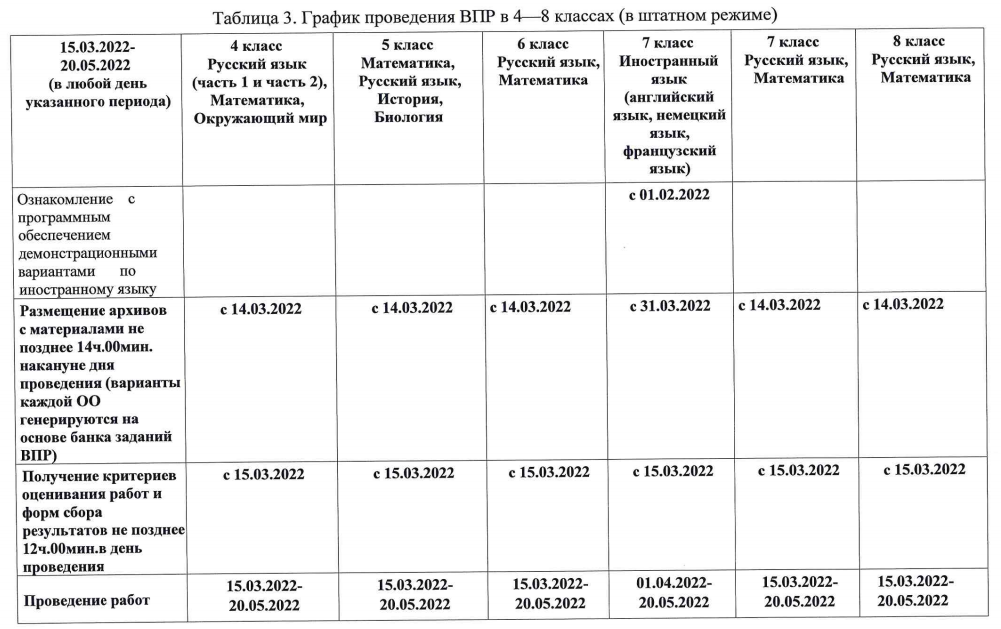 Таблица 3. График проведения ВПР в 4—8 классах (в штатном режиме)
15.03.2022-
20.05.2022
(в любой день
указанного периода)
4 класс
Русский язык
(часть 1 и часть 2),
Математика,
Окружающий мир
5 класс
Математика,
Русский язык,
История,
Биология
6 класс
Русский язык,
Математика
7 класс
Иностранный
язык
(английский
язык, немецкий
язык,
французский
язык)
7 класс
Русский язык,
Математика
8 класс
Русский язык,
Математика
Ознакомление с
программным
обеспечением
демонстрационными
вариантами по
иностранному языку
с 01.02.2022
Размещение архивов
с материалами не
позднее 14ч.00мин.
накануне дня
проведения (варианты
каждой ОО
генерируются на
основе банка заданий
ВПР)
с 14.03.2022
с 14.03.2022
с 14.03.2022
с 31.03.2022
с 14.03.2022
с 14.03.2022
Получение критериев
оценивания работ и
форм сбора
результатов не позднее
12ч.00мин.в день
проведения
с 15.03.2022
с 15.03.2022
с 15.03.2022
с 15.03.2022
с 15.03.2022
с 15.03.2022
Проведение работ
15.03.2022-
20.05.2022
15.03.2022-
20.05.2022
15.03.2022-
20.05.2022
01.04.2022-
20.05.2022
15.03.2022-
20.05.2022
15.03.2022-
20.05.2022